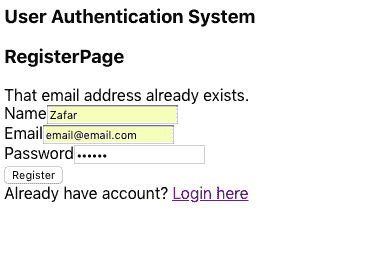 User Authentication System
RegisterPage
That email address already exists.
Name Zafar
Email email@email.com
Password ••••••
Register
Already have account? Login here